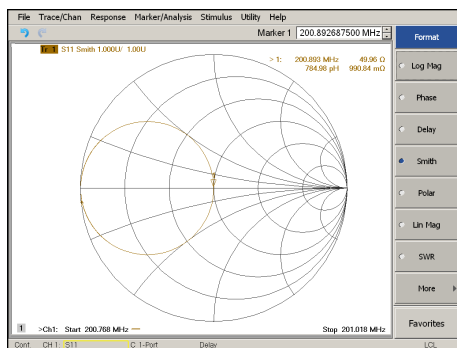 File Trace/Chan Response Marker/Analysis Stimulus Utility Help
Marker 1 200.892687500 MHz
Format
Tr 1 S11 Smith 1.000U/ 1.00U
> 1: 200.893 MHz 49.96 Ω
784.98 pH 990.84 mΩ
Log Mag
Phase
Delay
Smith
Polar
Lin Mag
SWR
More
Favorites
1 >Ch1: Start 200.768 MHz Stop 201.018 MHz
Cont CH 1: S11 C 1-Port Delay LCL